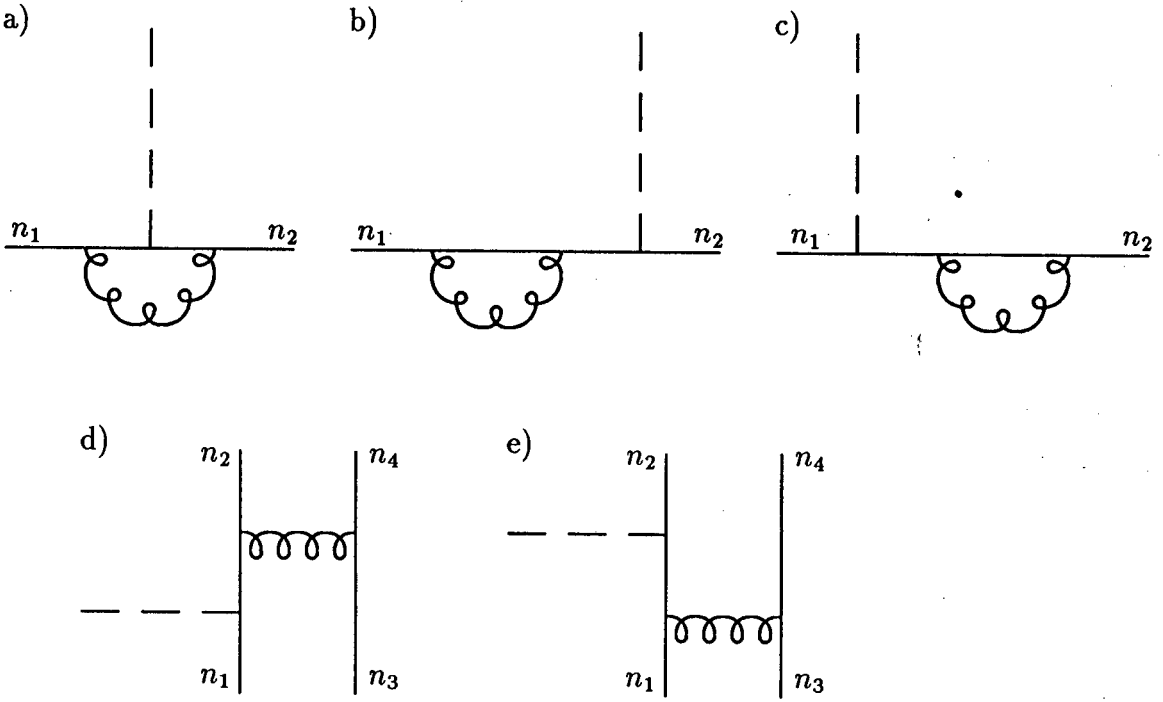 a) b) c)
n₁ n₂ n₁ n₂ n₁ n₂
d) e)
n₂ n₄ n₂ n₄
n₁ n₃ n₁ n₃